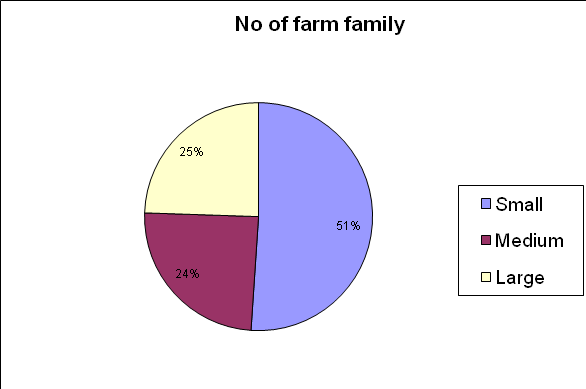 No of farm family
25%
51%
24%
Small
Medium
Large